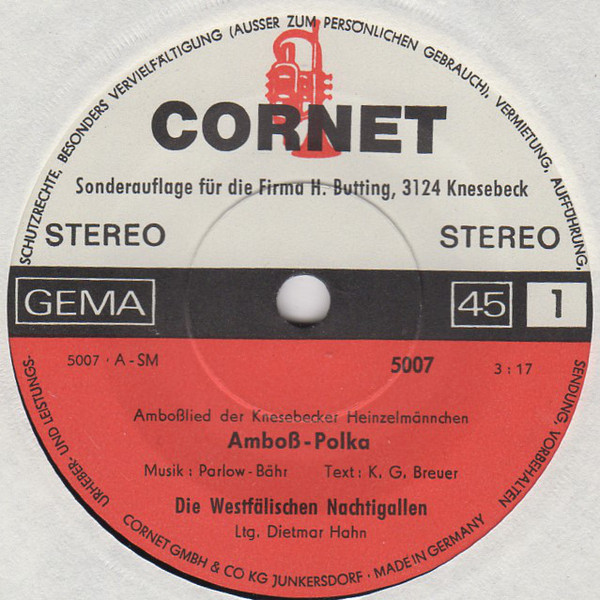 SCHUTZRECHTE, BESONDERS VERVIELFÄLTIGUNG (AUSSER ZUM PERSÖNLICHEN GEBRAUCH), VERMIETUNG, AUFFÜHRUNG,
CORNET
Sonderauflage für die Firma H. Butting, 3124 Knesebeck
STEREO STEREO
GEMA 45 1
5007 · A-SM 5007 3:17
Amboßlied der Knesebecker Heinzelmännchen
Amboß-Polka
Musik: Parlow-Bähr Text: K. G. Breuer
Die Westfälischen Nachtigallen
Ltg. Dietmar Hahn
SENDUNG, VORBEHALTEN
URHEBER- UND LEISTUNGS-
CORNET GMBH & CO KG JUNKERSDORF · MADE IN GERMANY